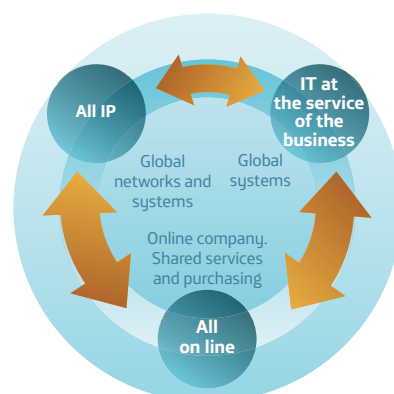 All IP
IT at
the service
of the
business
Global
networks and
systems
Global
systems
Online company.
Shared services
and purchasing
All
on line